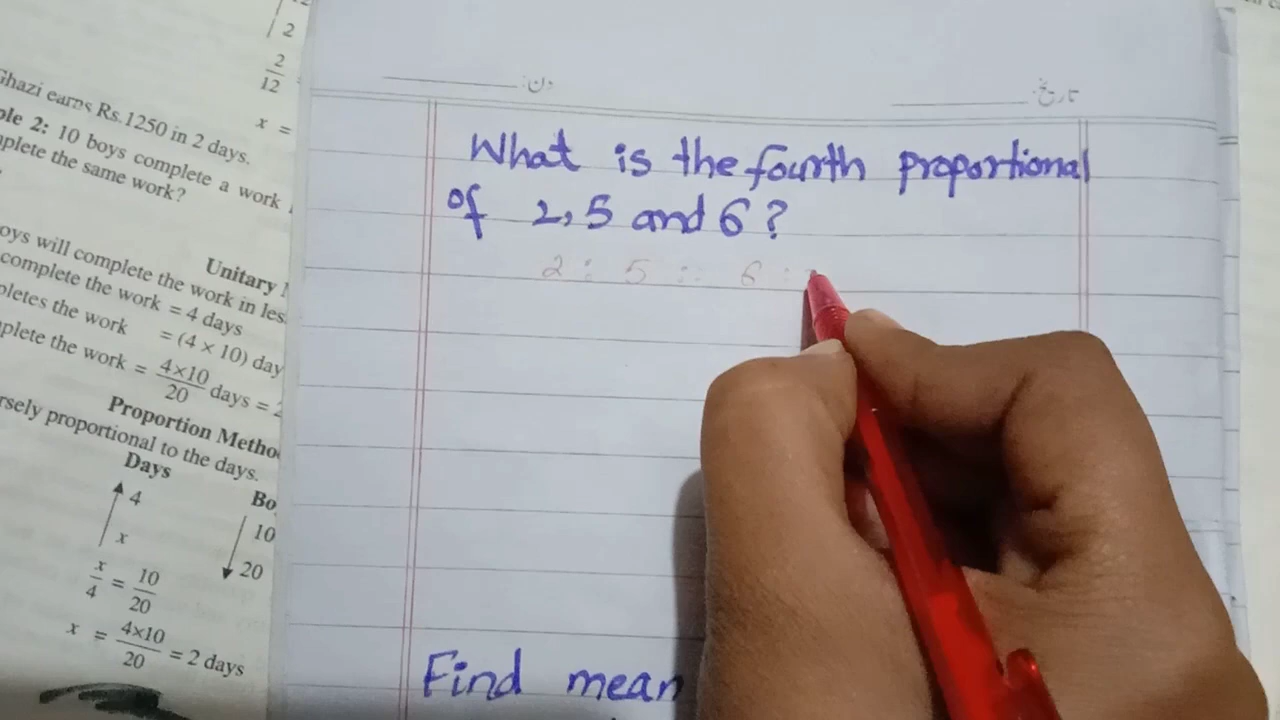 2
2
12
x =
Ghazi earns Rs.1250 in 2 days.
ple 2: 10 boys complete a work
plete the same work?
oys will complete the work in les
Unitary
complete the work = 4 days
pletes the work = (4 × 10) day
plete the work = 4×10/20 days = 2
Proportion Metho
rsely proportional to the days.
Days
Bo
4
10
x
20
x/4 = 10/20
x = 4×10/20 = 2 days
دن:
تاریخ:
What is the fourth proportional
of 2, 5 and 6?
2 : 5 :: 6 :
Find mean